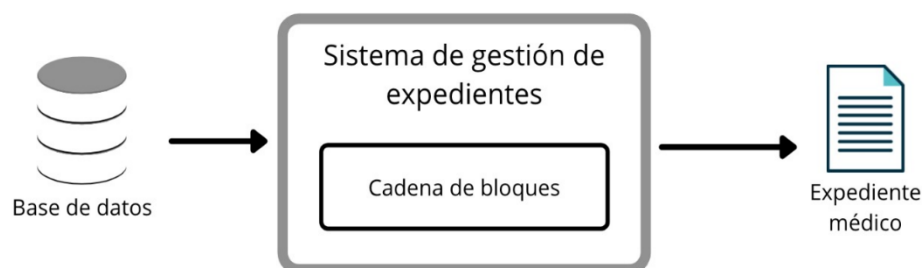 Sistema de gestión de
expedientes
Cadena de bloques
Base de datos
Expediente
médico